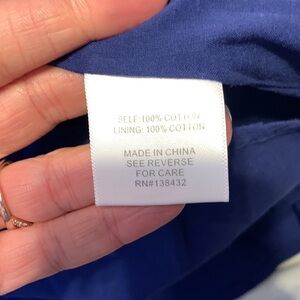 SELF: 100% COTTON
LINING: 100% COTTON
MADE IN CHINA
SEE REVERSE
FOR CARE
RN#138432